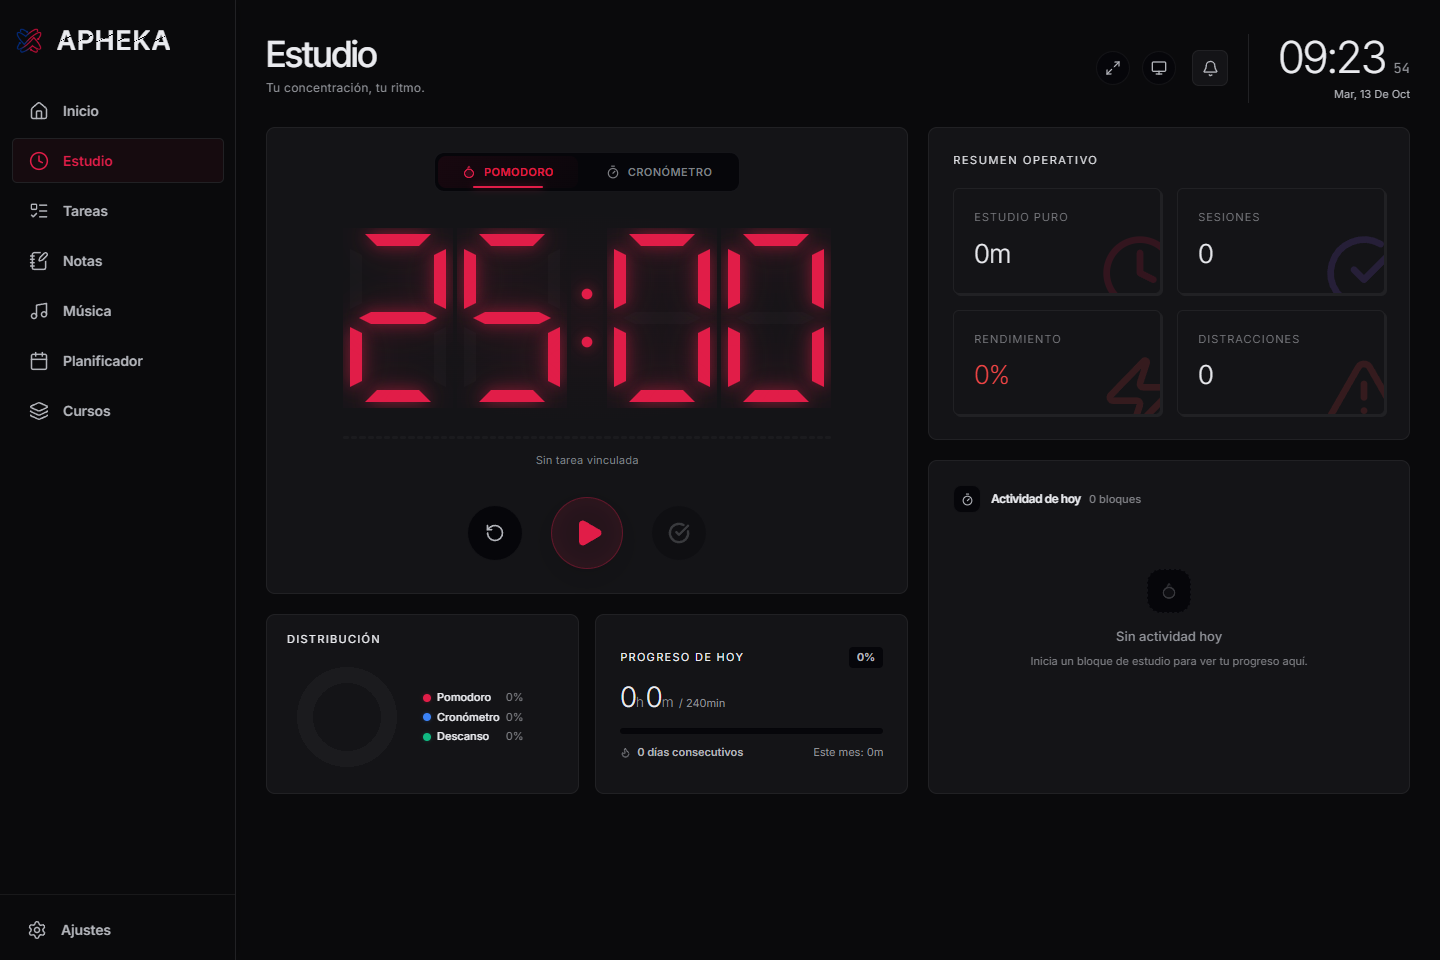 APHEKA
Inicio
Estudio
Tareas
Notas
Música
Planificador
Cursos
Ajustes
Estudio
Tu concentración, tu ritmo.
09:23 54
Mar, 13 De Oct
POMODORO
CRONÓMETRO
25:00
Sin tarea vinculada
DISTRIBUCIÓN
Pomodoro 0%
Cronómetro 0%
Descanso 0%
PROGRESO DE HOY
0%
0h 0m / 240min
0 días consecutivos
Este mes: 0m
RESUMEN OPERATIVO
ESTUDIO PURO
0m
SESIONES
0
RENDIMIENTO
0%
DISTRACCIONES
0
Actividad de hoy 0 bloques
Sin actividad hoy
Inicia un bloque de estudio para ver tu progreso aquí.